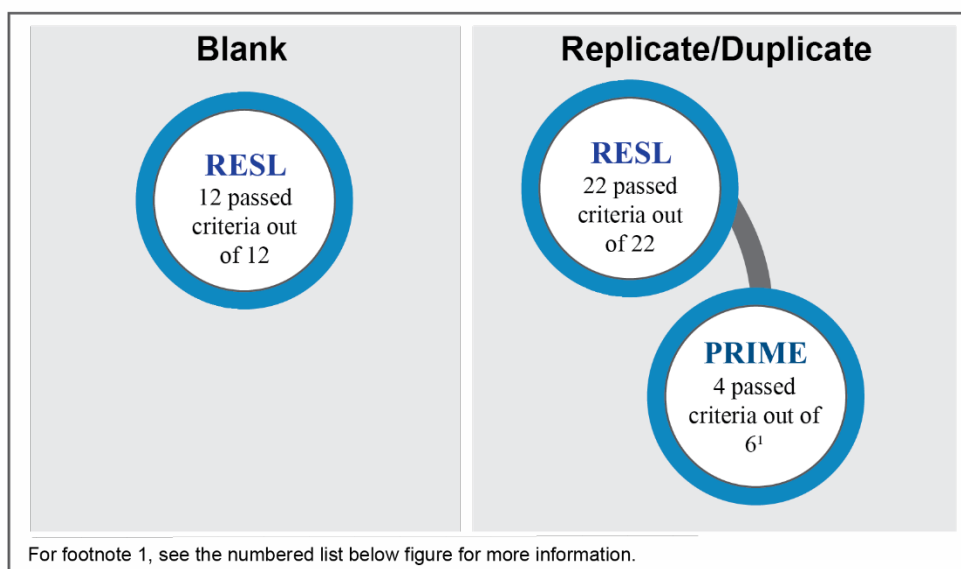 Blank
RESL
12 passed
criteria out
of 12
Replicate/Duplicate
RESL
22 passed
criteria out
of 22
PRIME
4 passed
criteria out of
6¹
For footnote 1, see the numbered list below figure for more information.